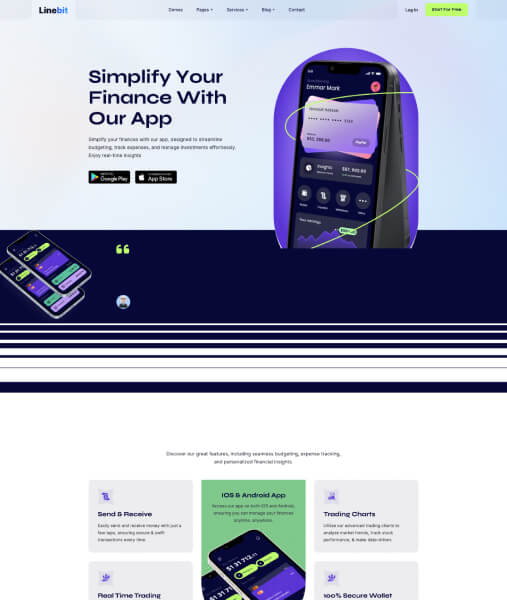 Linebit
Demos Pages Services Blog Contact
Log In Start For Free
Simplify Your
Finance With
Our App
Simplify your finances with our app, designed to streamline
budgeting, track expenses, and manage investments effortlessly.
Enjoy real-time insights
Google Play
App Store
Emmar Mark
Insights
Discover our great features, including seamless budgeting, expense tracking,
and personalized financial insights.
Send & Receive
Easily send and receive money with just a
few taps, ensuring secure & swift
transactions every time.
IOS & Android App
Access our app on both iOS and Android,
ensuring you can manage your finances
anytime, anywhere.
Trading Charts
Utilize our advanced trading charts to
analyze market trends, track stock
performance, & make data-driven.
Real Time Trading
100% Secure Wallet